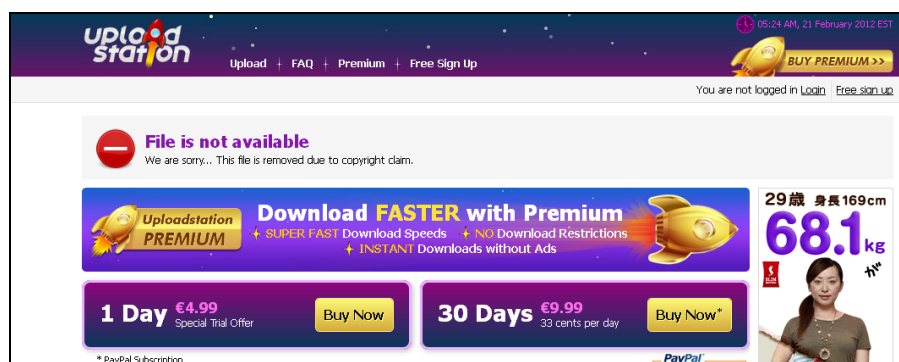 upload
station
05:24 AM, 21 February 2012 EST
Upload + FAQ + Premium + Free Sign Up
BUY PREMIUM >>
You are not logged in Login Free sign up
File is not available
We are sorry... This file is removed due to copyright claim.
Uploadstation
PREMIUM
Download FASTER with Premium
SUPER FAST Download Speeds NO Download Restrictions
INSTANT Downloads without Ads
29歳 身長169cm
68.1kg
が
1 Day €4.99
Special Trial Offer
Buy Now
30 Days €9.99
33 cents per day
Buy Now*
* PayPal Subscription
PayPal